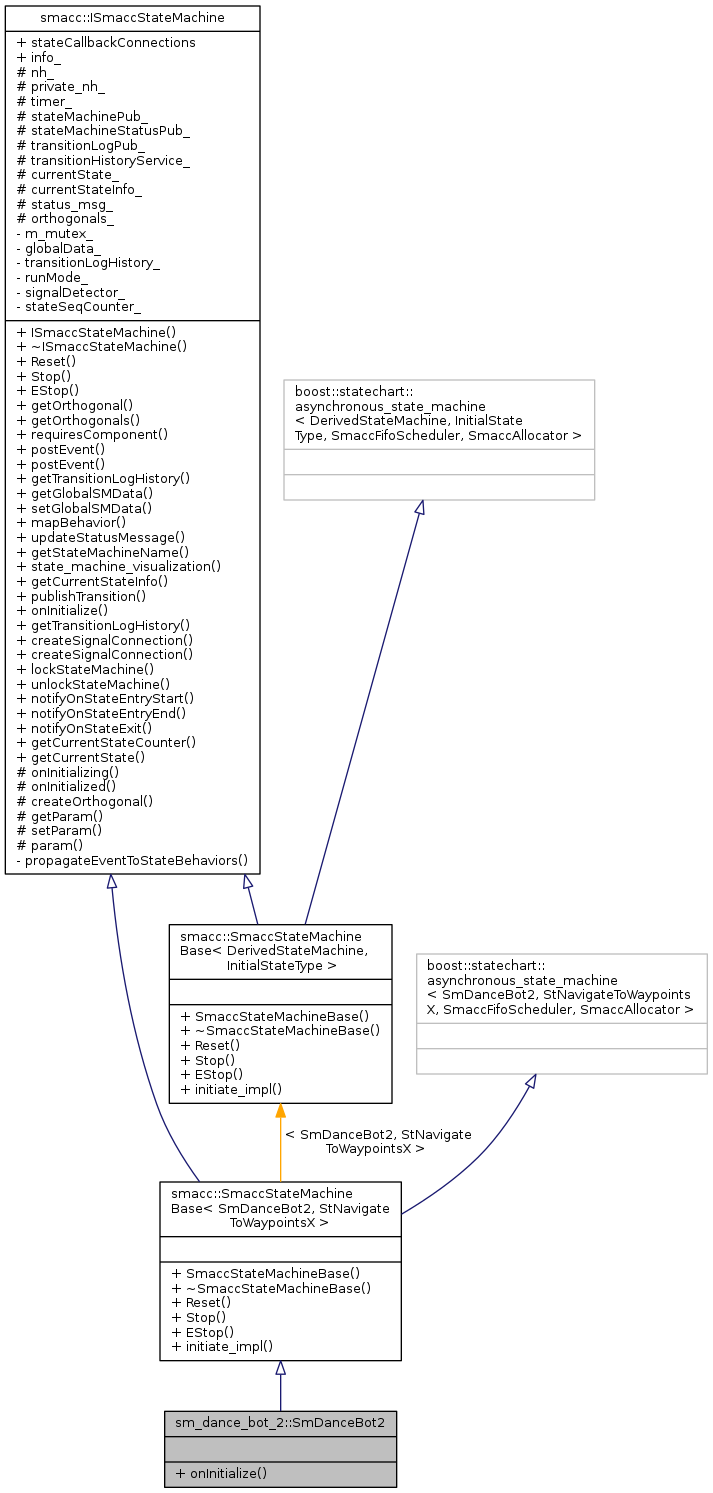 smacc::ISmaccStateMachine
+ stateCallbackConnections
+ info_
# nh_
# private_nh_
# timer_
# stateMachinePub_
# stateMachineStatusPub_
# transitionLogPub_
# transitionHistoryService_
# currentState_
# currentStateInfo_
# status_msg_
# orthogonals_
- m_mutex_
- globalData_
- transitionLogHistory_
- runMode_
- signalDetector_
- stateSeqCounter_
+ ISmaccStateMachine()
+ ~ISmaccStateMachine()
+ Reset()
+ Stop()
+ EStop()
+ getOrthogonal()
+ getOrthogonals()
+ requiresComponent()
+ postEvent()
+ postEvent()
+ getTransitionLogHistory()
+ getGlobalSMData()
+ setGlobalSMData()
+ mapBehavior()
+ updateStatusMessage()
+ getStateMachineName()
+ state_machine_visualization()
+ getCurrentStateInfo()
+ publishTransition()
+ onInitialize()
+ getTransitionLogHistory()
+ createSignalConnection()
+ createSignalConnection()
+ lockStateMachine()
+ unlockStateMachine()
+ notifyOnStateEntryStart()
+ notifyOnStateEntryEnd()
+ notifyOnStateExit()
+ getCurrentStateCounter()
+ getCurrentState()
# onInitializing()
# onInitialized()
# createOrthogonal()
# getParam()
# setParam()
# param()
- propagateEventToStateBehaviors()
boost::statechart::
asynchronous_state_machine
< DerivedStateMachine, InitialState
Type, SmaccFifoScheduler, SmaccAllocator >
smacc::SmaccStateMachine
Base< DerivedStateMachine,
InitialStateType >
+ SmaccStateMachineBase()
+ ~SmaccStateMachineBase()
+ Reset()
+ Stop()
+ EStop()
+ initiate_impl()
boost::statechart::
asynchronous_state_machine
< SmDanceBot2, StNavigateToWaypoints
X, SmaccFifoScheduler, SmaccAllocator >
< SmDanceBot2, StNavigate
ToWaypointsX >
smacc::SmaccStateMachine
Base< SmDanceBot2, StNavigate
ToWaypointsX >
+ SmaccStateMachineBase()
+ ~SmaccStateMachineBase()
+ Reset()
+ Stop()
+ EStop()
+ initiate_impl()
sm_dance_bot_2::SmDanceBot2
+ onInitialize()